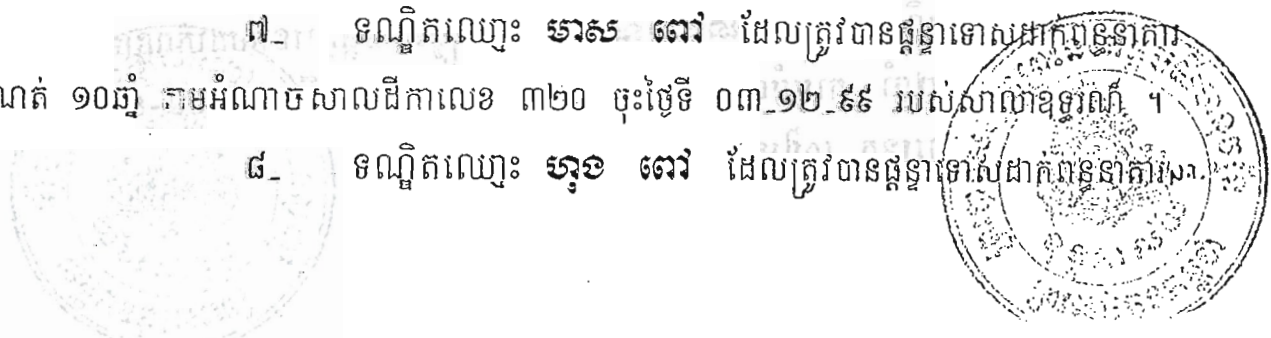 ៧_ ទណ្ឌិតឈ្មោះ មាស ពៅ ដែលត្រូវបានផ្តន្ទាទោសដាក់ពន្ធនាគារ
ណត់ ១០ឆ្នាំ តាមអំណាចសាលដីកាលេខ ៣២០ ចុះថ្ងៃទី ០៣_១២_៩៩ របស់សាលាឧទ្ធរណ៍ ។
៨_ ទណ្ឌិតឈ្មោះ ហុង ពៅ ដែលត្រូវបានផ្តន្ទាទោសដាក់ពន្ធនាគារ